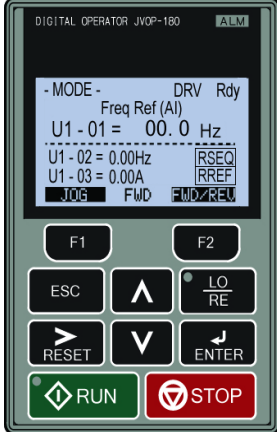 DIGITAL OPERATOR JVOP-180 ALM
- MODE - DRV Rdy
Freq Ref (AI)
U1 - 01 = 00. 0 Hz
U1 - 02 = 0.00Hz RSEQ
U1 - 03 = 0.00A RREF
JOG FWD FWD/REV
F1 F2
ESC LO
RE
RESET ENTER
RUN STOP